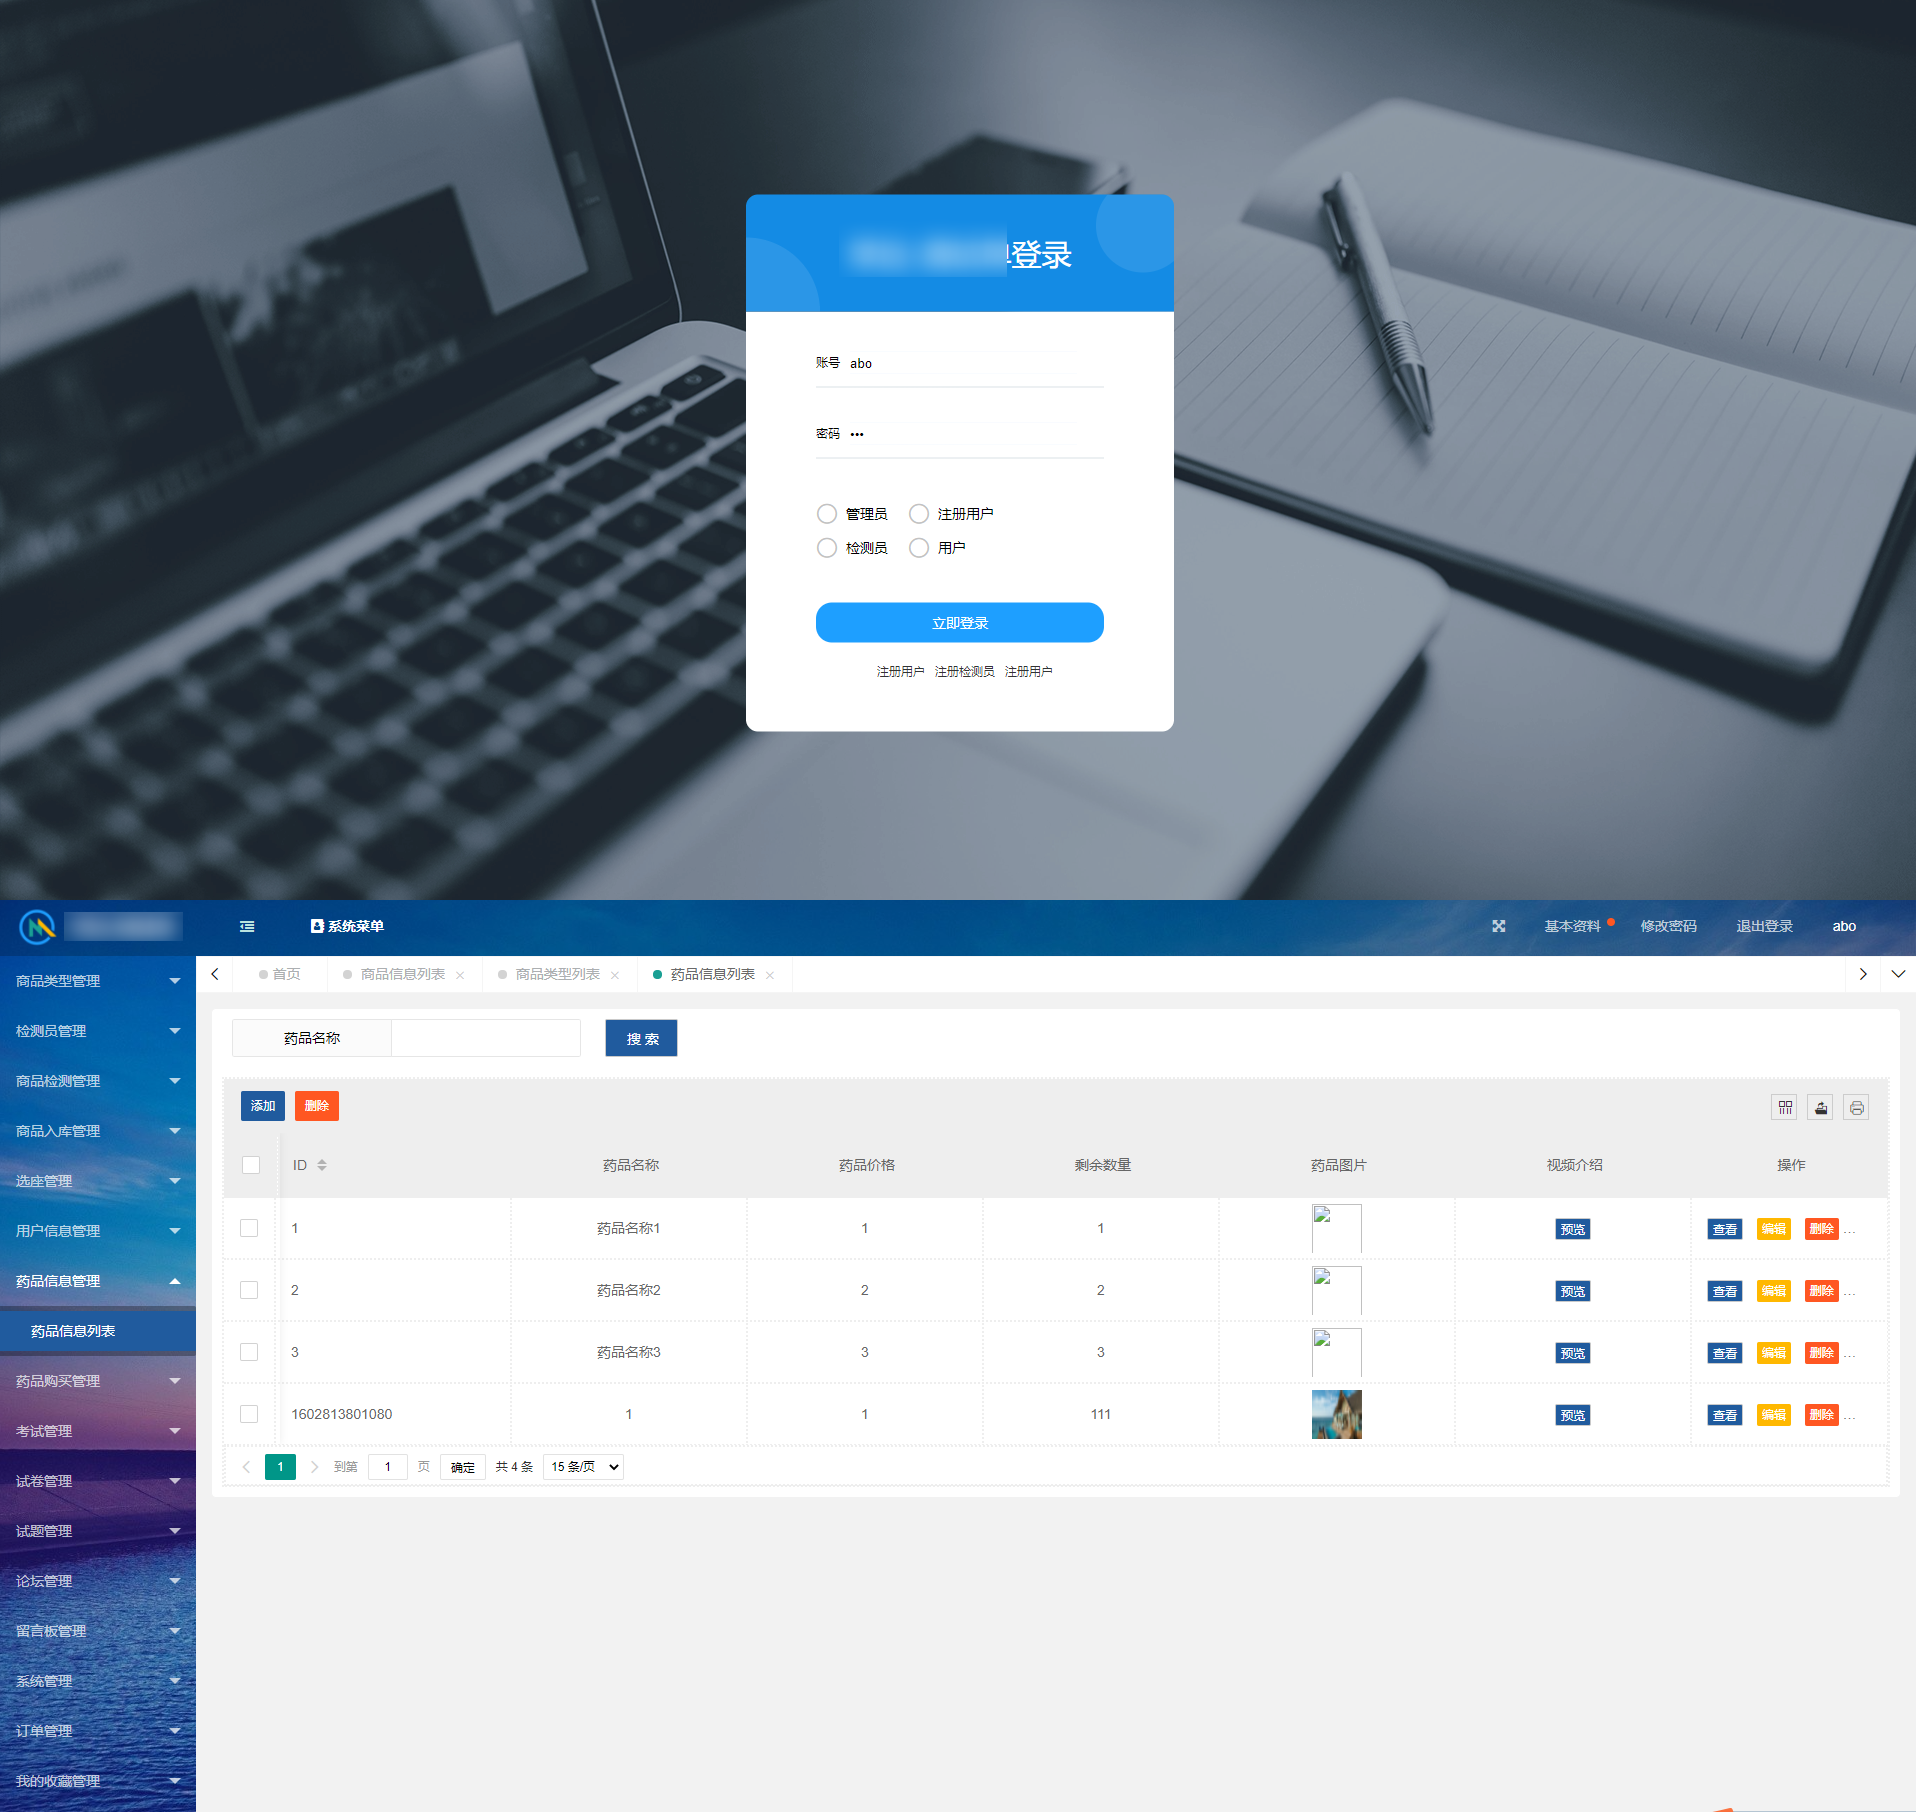 登录
账号 abo
密码 •••
管理员 注册用户
检测员 用户
立即登录
注册用户 注册检测员 注册用户
系统菜单 基本资料 修改密码 退出登录 abo
商品类型管理
检测员管理
商品检测管理
商品入库管理
选座管理
用户信息管理
药品信息管理
药品信息列表
药品购买管理
考试管理
试卷管理
试题管理
论坛管理
留言板管理
系统管理
订单管理
我的收藏管理
首页 商品信息列表 商品类型列表 药品信息列表
药品名称 搜 索
添加 删除
ID 药品名称 药品价格 剩余数量 药品图片 视频介绍 操作
1 药品名称1 1 1 预览 查看 编辑 删除 ...
2 药品名称2 2 2 预览 查看 编辑 删除 ...
3 药品名称3 3 3 预览 查看 编辑 删除 ...
1602813801080 1 1 111 预览 查看 编辑 删除 ...
1 到第 1 页 确定 共 4 条 15 条/页